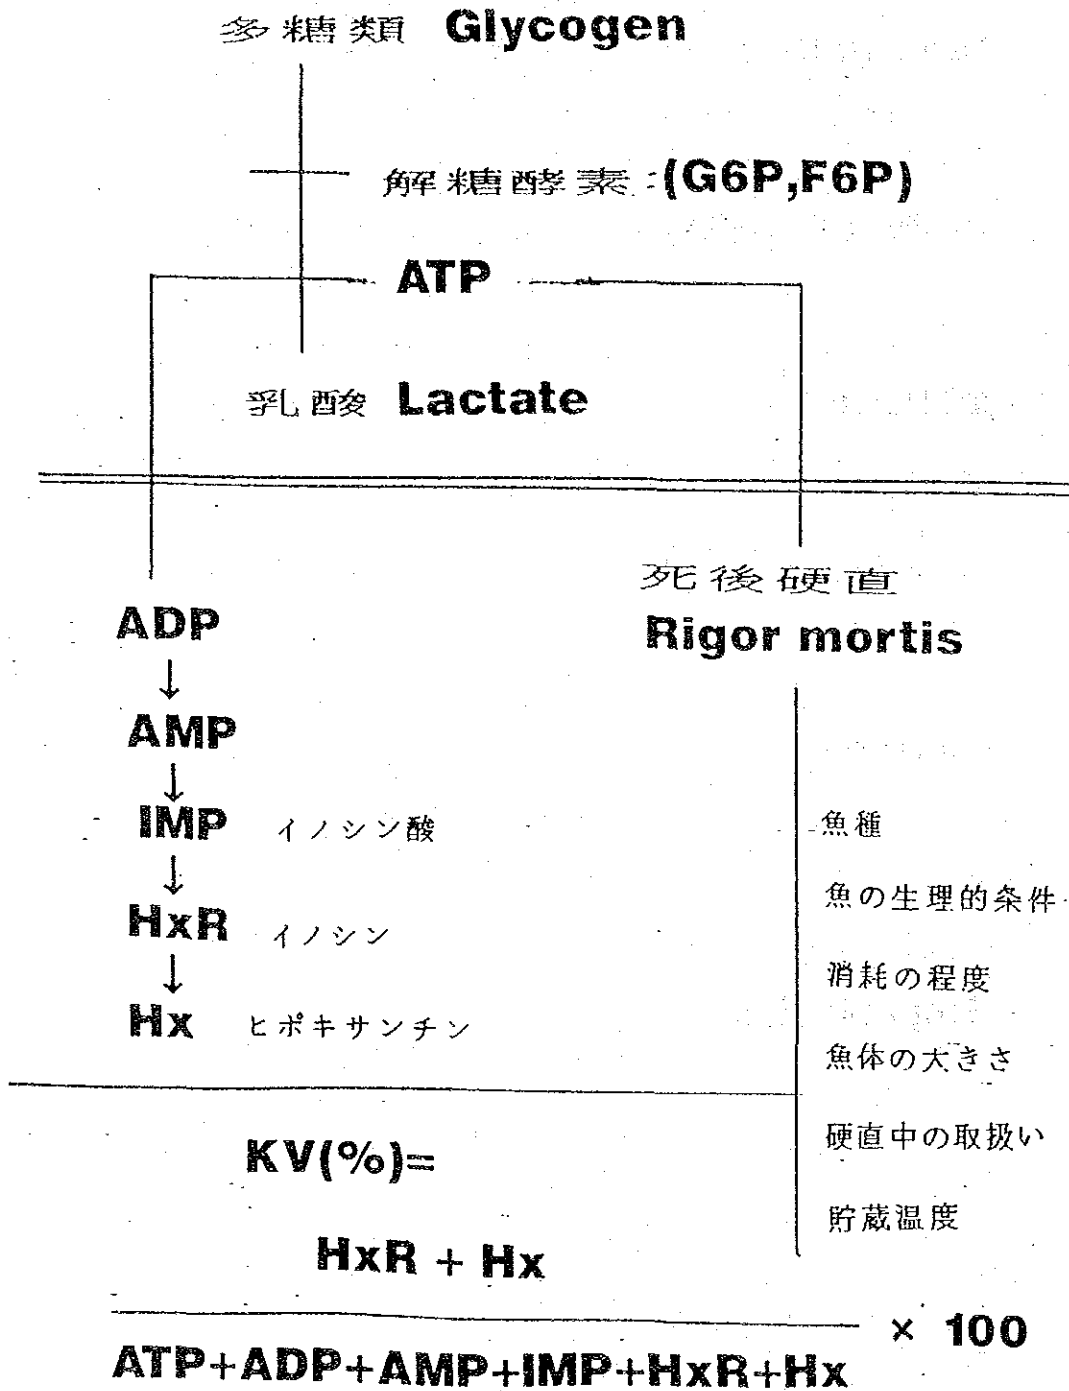 多糖類 Glycogen
解糖酵素:(G6P,F6P)
ATP
乳酸 Lactate
死後硬直
Rigor mortis
ADP
↓
AMP
↓
IMP イノシン酸
↓
HxR イノシン
↓
Hx ヒポキサンチン
魚種
魚の生理的条件
消耗の程度
魚体の大きさ
硬直中の取扱い
貯蔵温度
KV(%)=
HxR + Hx
× 100
ATP+ADP+AMP+IMP+HxR+Hx